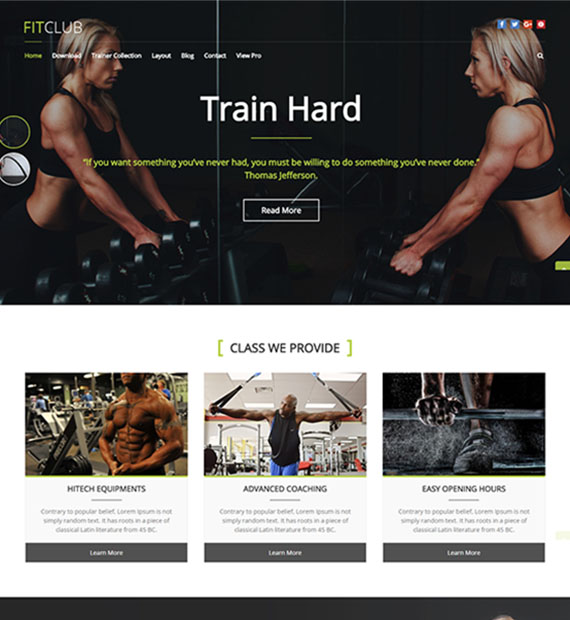 FITCLUB
Home Download Trainer Collection Layout Blog Contact View Pro
Train Hard
"If you want something you've never had, you must be willing to do something you've never done."
Thomas Jefferson.
Read More
[ CLASS WE PROVIDE ]
HITECH EQUIPMENTS
Contrary to popular belief, Lorem Ipsum is not
simply random text. It has roots in a piece of
classical Latin literature from 45 BC.
Learn More
ADVANCED COACHING
Contrary to popular belief, Lorem Ipsum is not
simply random text. It has roots in a piece of
classical Latin literature from 45 BC.
Learn More
EASY OPENING HOURS
Contrary to popular belief, Lorem Ipsum is not
simply random text. It has roots in a piece of
classical Latin literature from 45 BC.
Learn More